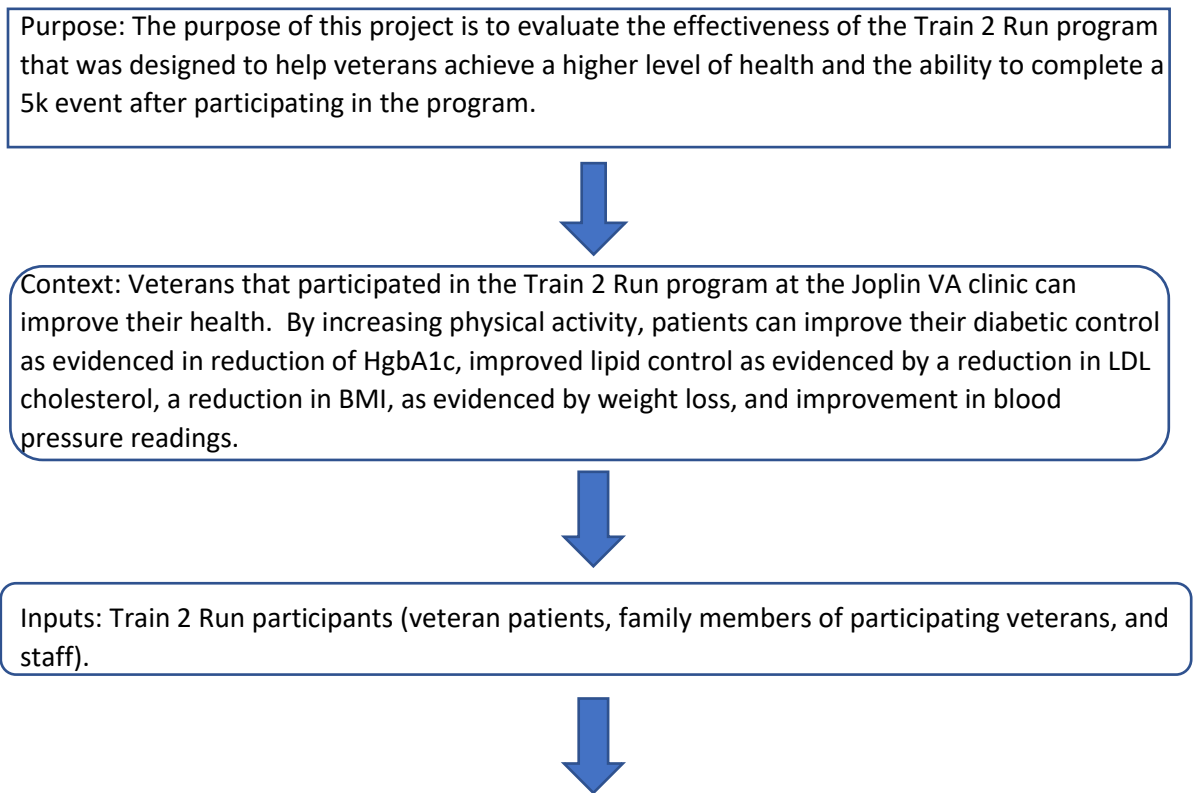 Purpose: The purpose of this project is to evaluate the effectiveness of the Train 2 Run program
that was designed to help veterans achieve a higher level of health and the ability to complete a
5k event after participating in the program.
Context: Veterans that participated in the Train 2 Run program at the Joplin VA clinic can
improve their health.  By increasing physical activity, patients can improve their diabetic control
as evidenced in reduction of HgbA1c, improved lipid control as evidenced by a reduction in LDL
cholesterol, a reduction in BMI, as evidenced by weight loss, and improvement in blood
pressure readings.
Inputs: Train 2 Run participants (veteran patients, family members of participating veterans, and
staff).